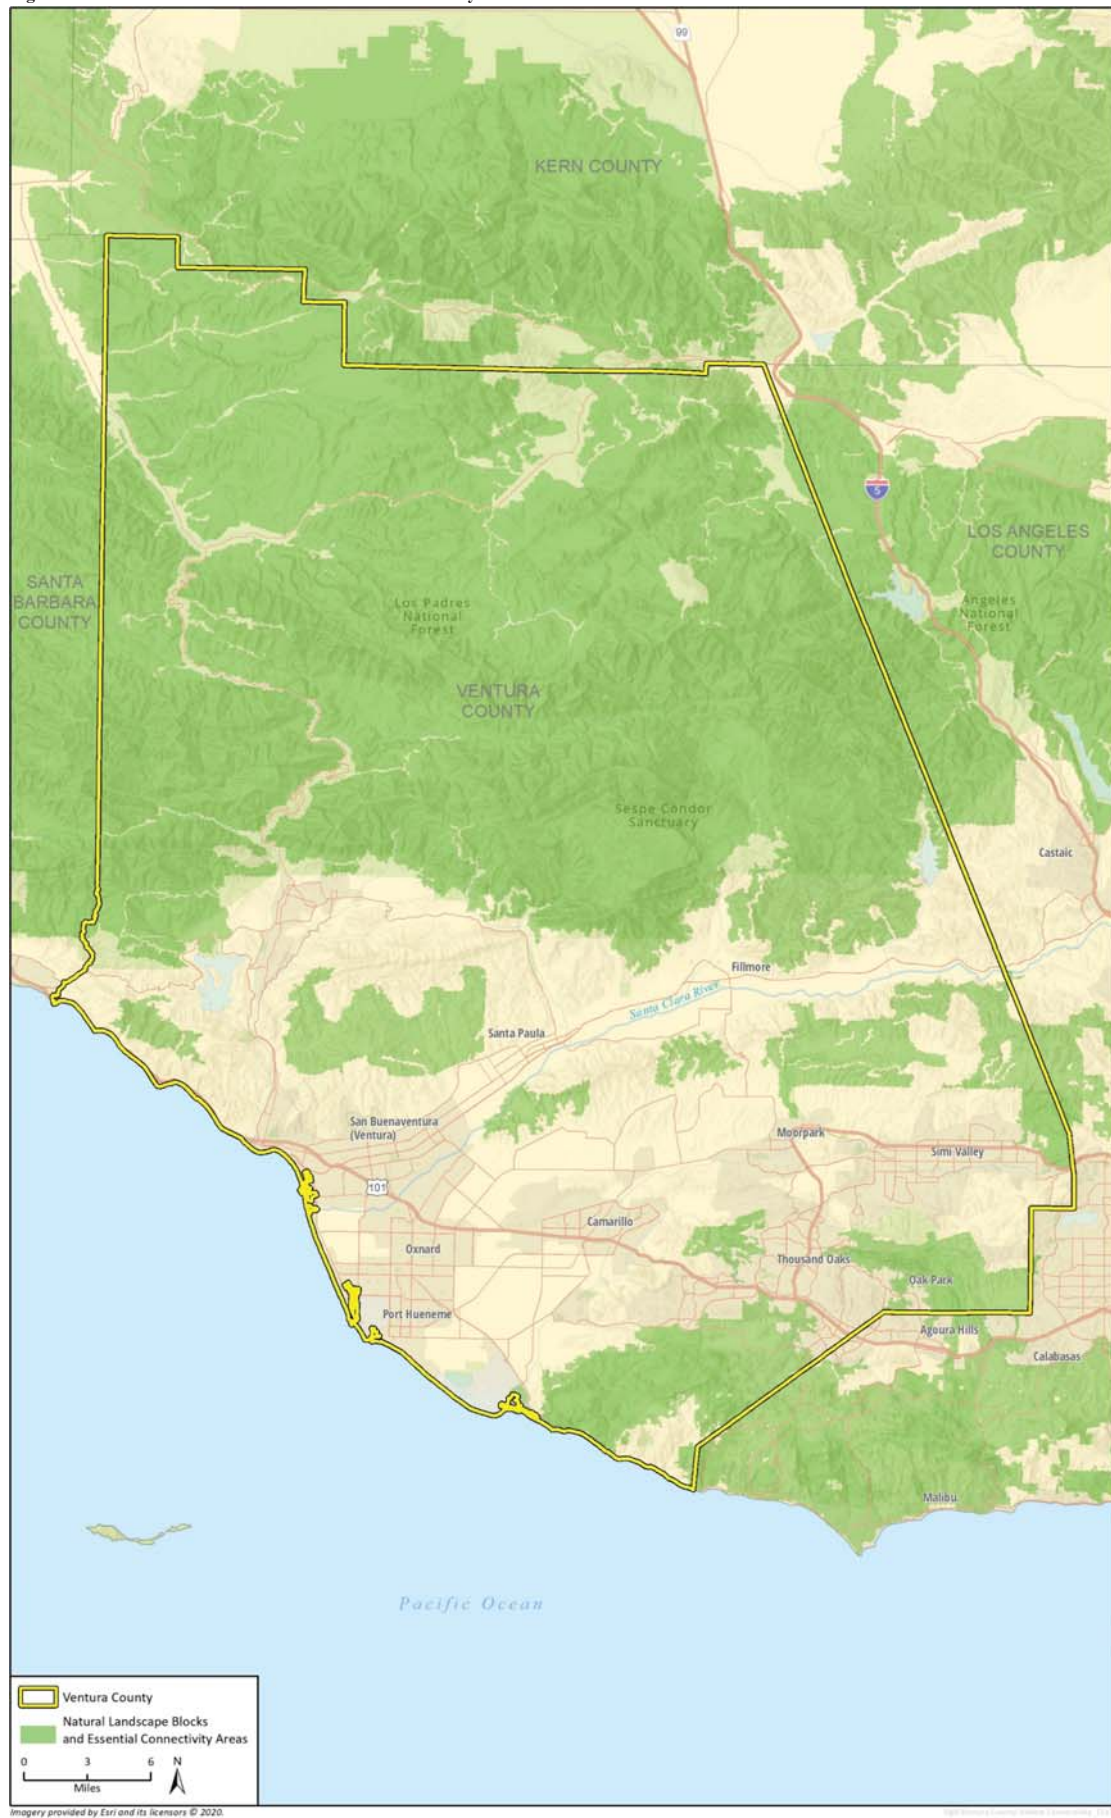 99
KERN COUNTY
5
LOS ANGELES
COUNTY
SANTA
BARBARA
COUNTY
Los Padres
National
Forest
Angeles
National
Forest
VENTURA
COUNTY
Sespe Condor
Sanctuary
Castaic
Fillmore
Santa Clara River
Santa Paula
San Buenaventura
(Ventura)
Moorpark
Simi Valley
101
Camarillo
Oxnard
Thousand Oaks
Oak Park
Port Hueneme
Agoura Hills
Calabasas
Malibu
Pacific Ocean
Ventura County
Natural Landscape Blocks
and Essential Connectivity Areas
0 3 6 N
Miles
Imagery provided by Esri and its licensors © 2020.